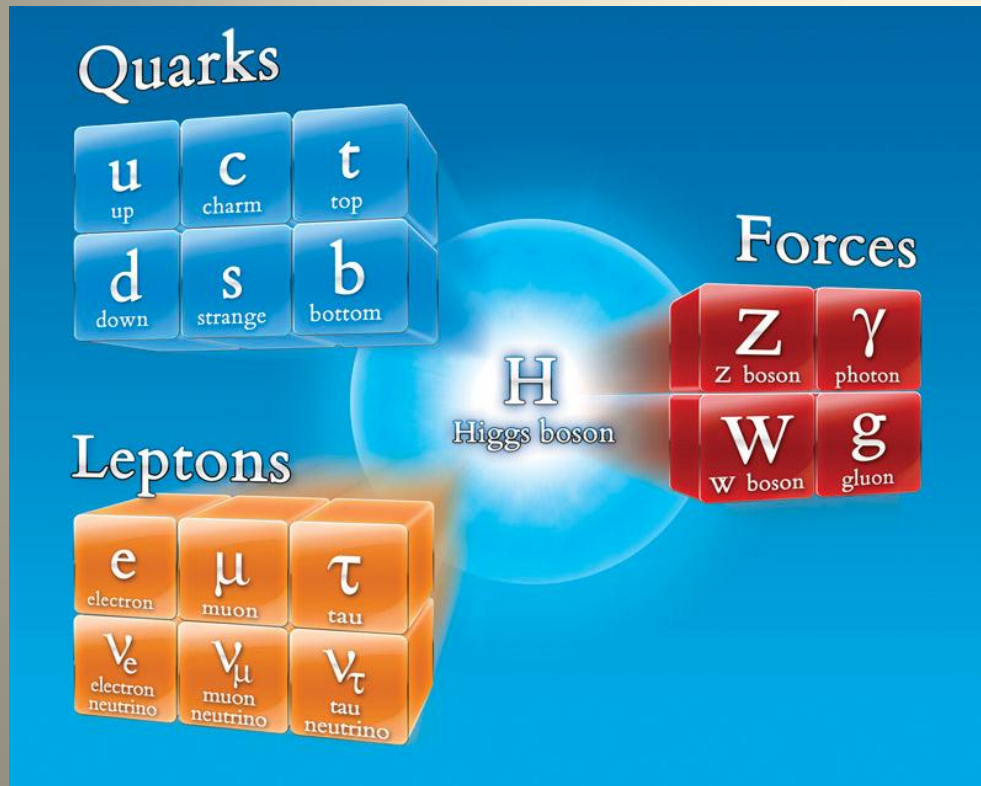 Quarks
u
up
c
charm
t
top
d
down
s
strange
b
bottom
Forces
Z
Z boson
γ
photon
W
W boson
g
gluon
H
Higgs boson
Leptons
e
electron
μ
muon
τ
tau
νe
electron
neutrino
νμ
muon
neutrino
ντ
tau
neutrino